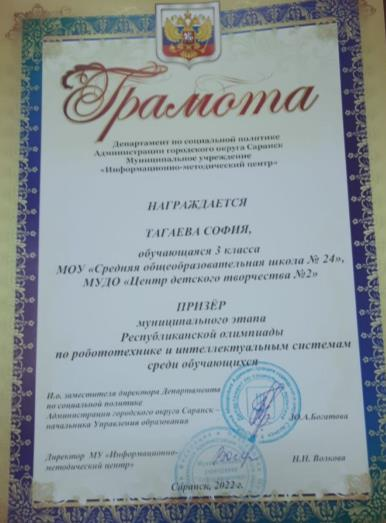 Грамота
Департамент по социальной политике
Администрации городского округа Саранск
Муниципальное учреждение
«Информационно-методический центр»
НАГРАЖДАЕТСЯ
ТАГАЕВА СОФИЯ,
обучающаяся 3 класса
МОУ «Средняя общеобразовательная школа № 24»,
МУДО «Центр детского творчества №2»
ПРИЗЁР
муниципального этапа
Республиканской олимпиады
по робототехнике и интеллектуальным системам
среди обучающихся
И.о. заместителя директора Департамента
по социальной политике
Администрации городского округа Саранск –
начальника Управления образования
Ю.А.Богатова
Директор МУ «Информационно-
методический центр»
Н.Н. Волкова
Саранск, 2022 г.